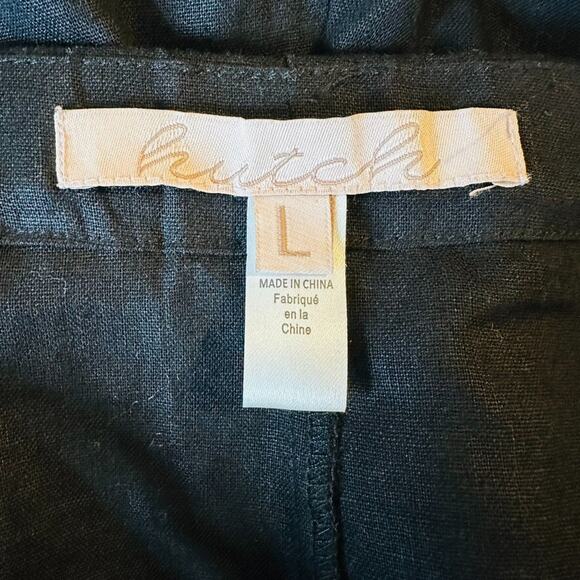 hutch
L
MADE IN CHINA
Fabriqué
en la
Chine